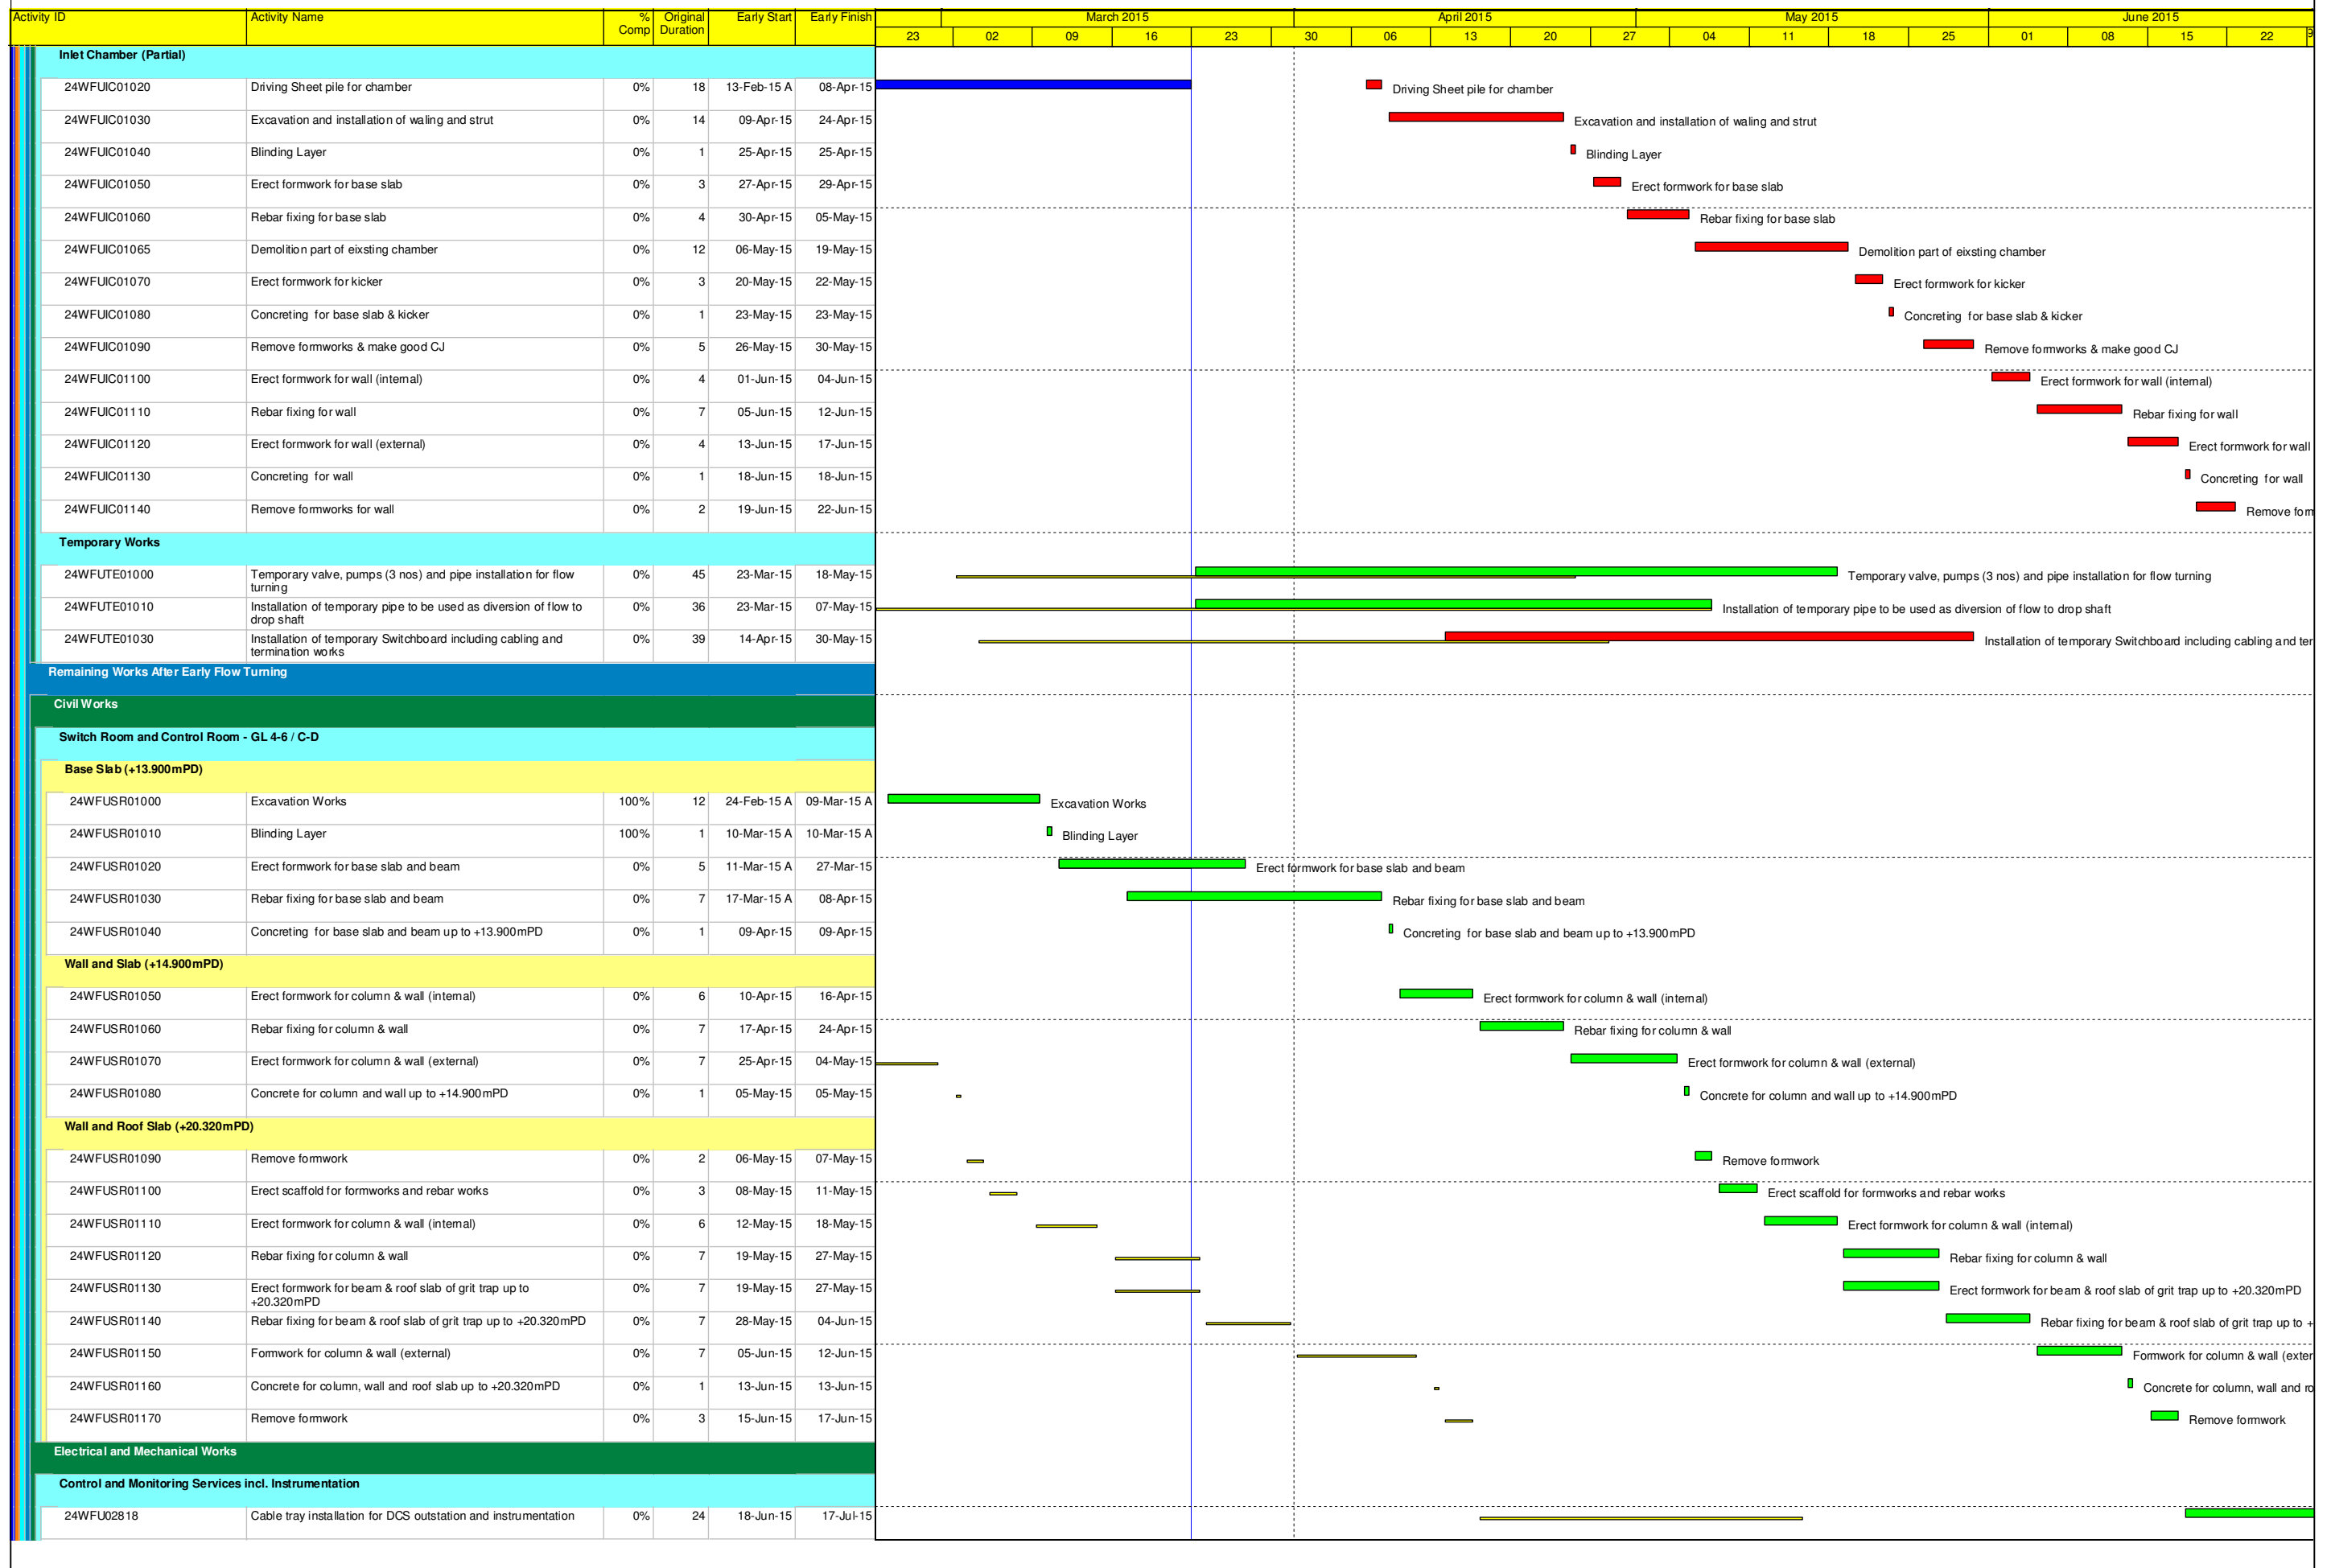 Activity ID Activity Name % Comp Original Duration Early Start Early Finish March 2015 April 2015 May 2015 June 2015
23 02 09 16 23 30 06 13 20 27 04 11 18 25 01 08 15 22
Inlet Chamber (Partial)
24WFUIC01020 Driving Sheet pile for chamber 0% 18 13-Feb-15 A 08-Apr-15 Driving Sheet pile for chamber
24WFUIC01030 Excavation and installation of waling and strut 0% 14 09-Apr-15 24-Apr-15 Excavation and installation of waling and strut
24WFUIC01040 Blinding Layer 0% 1 25-Apr-15 25-Apr-15 Blinding Layer
24WFUIC01050 Erect formwork for base slab 0% 3 27-Apr-15 29-Apr-15 Erect formwork for base slab
24WFUIC01060 Rebar fixing for base slab 0% 4 30-Apr-15 05-May-15 Rebar fixing for base slab
24WFUIC01065 Demolition part of eixsting chamber 0% 12 06-May-15 19-May-15 Demolition part of eixsting chamber
24WFUIC01070 Erect formwork for kicker 0% 3 20-May-15 22-May-15 Erect formwork for kicker
24WFUIC01080 Concreting for base slab & kicker 0% 1 23-May-15 23-May-15 Concreting for base slab & kicker
24WFUIC01090 Remove formworks & make good CJ 0% 5 26-May-15 30-May-15 Remove formworks & make good CJ
24WFUIC01100 Erect formwork for wall (internal) 0% 4 01-Jun-15 04-Jun-15 Erect formwork for wall (internal)
24WFUIC01110 Rebar fixing for wall 0% 7 05-Jun-15 12-Jun-15 Rebar fixing for wall
24WFUIC01120 Erect formwork for wall (external) 0% 4 13-Jun-15 17-Jun-15 Erect formwork for wall
24WFUIC01130 Concreting for wall 0% 1 18-Jun-15 18-Jun-15 Concreting for wall
24WFUIC01140 Remove formworks for wall 0% 2 19-Jun-15 22-Jun-15 Remove form
Temporary Works
24WFUTE01000 Temporary valve, pumps (3 nos) and pipe installation for flow 0% 45 23-Mar-15 18-May-15 Temporary valve, pumps (3 nos) and pipe installation for flow turning
turning
24WFUTE01010 Installation of temporary pipe to be used as diversion of flow to 0% 36 23-Mar-15 07-May-15 Installation of temporary pipe to be used as diversion of flow to drop shaft
drop shaft
24WFUTE01030 Installation of temporary Switchboard including cabling and 0% 39 14-Apr-15 30-May-15 Installation of temporary Switchboard including cabling and ter
termination works
Remaining Works After Early Flow Turning
Civil Works
Switch Room and Control Room - GL 4-6 / C-D
Base Slab (+13.900mPD)
24WFUSR01000 Excavation Works 100% 12 24-Feb-15 A 09-Mar-15 A Excavation Works
24WFUSR01010 Blinding Layer 100% 1 10-Mar-15 A 10-Mar-15 A Blinding Layer
24WFUSR01020 Erect formwork for base slab and beam 0% 5 11-Mar-15 A 27-Mar-15 Erect formwork for base slab and beam
24WFUSR01030 Rebar fixing for base slab and beam 0% 7 17-Mar-15 A 08-Apr-15 Rebar fixing for base slab and beam
24WFUSR01040 Concreting for base slab and beam up to +13.900mPD 0% 1 09-Apr-15 09-Apr-15 Concreting for base slab and beam up to +13.900mPD
Wall and Slab (+14.900mPD)
24WFUSR01050 Erect formwork for column & wall (internal) 0% 6 10-Apr-15 16-Apr-15 Erect formwork for column & wall (internal)
24WFUSR01060 Rebar fixing for column & wall 0% 7 17-Apr-15 24-Apr-15 Rebar fixing for column & wall
24WFUSR01070 Erect formwork for column & wall (external) 0% 7 25-Apr-15 04-May-15 Erect formwork for column & wall (external)
24WFUSR01080 Concrete for column and wall up to +14.900mPD 0% 1 05-May-15 05-May-15 Concrete for column and wall up to +14.900mPD
Wall and Roof Slab (+20.320mPD)
24WFUSR01090 Remove formwork 0% 2 06-May-15 07-May-15 Remove formwork
24WFUSR01100 Erect scaffold for formworks and rebar works 0% 3 08-May-15 11-May-15 Erect scaffold for formworks and rebar works
24WFUSR01110 Erect formwork for column & wall (internal) 0% 6 12-May-15 18-May-15 Erect formwork for column & wall (internal)
24WFUSR01120 Rebar fixing for column & wall 0% 7 19-May-15 27-May-15 Rebar fixing for column & wall
24WFUSR01130 Erect formwork for beam & roof slab of grit trap up to 0% 7 19-May-15 27-May-15 Erect formwork for beam & roof slab of grit trap up to +20.320mPD
+20.320mPD
24WFUSR01140 Rebar fixing for beam & roof slab of grit trap up to +20.320mPD 0% 7 28-May-15 04-Jun-15 Rebar fixing for beam & roof slab of grit trap up to +
24WFUSR01150 Formwork for column & wall (external) 0% 7 05-Jun-15 12-Jun-15 Formwork for column & wall (exter
24WFUSR01160 Concrete for column, wall and roof slab up to +20.320mPD 0% 1 13-Jun-15 13-Jun-15 Concrete for column, wall and ro
24WFUSR01170 Remove formwork 0% 3 15-Jun-15 17-Jun-15 Remove formwork
Electrical and Mechanical Works
Control and Monitoring Services incl. Instrumentation
24WFU02818 Cable tray installation for DCS outstation and instrumentation 0% 24 18-Jun-15 17-Jul-15